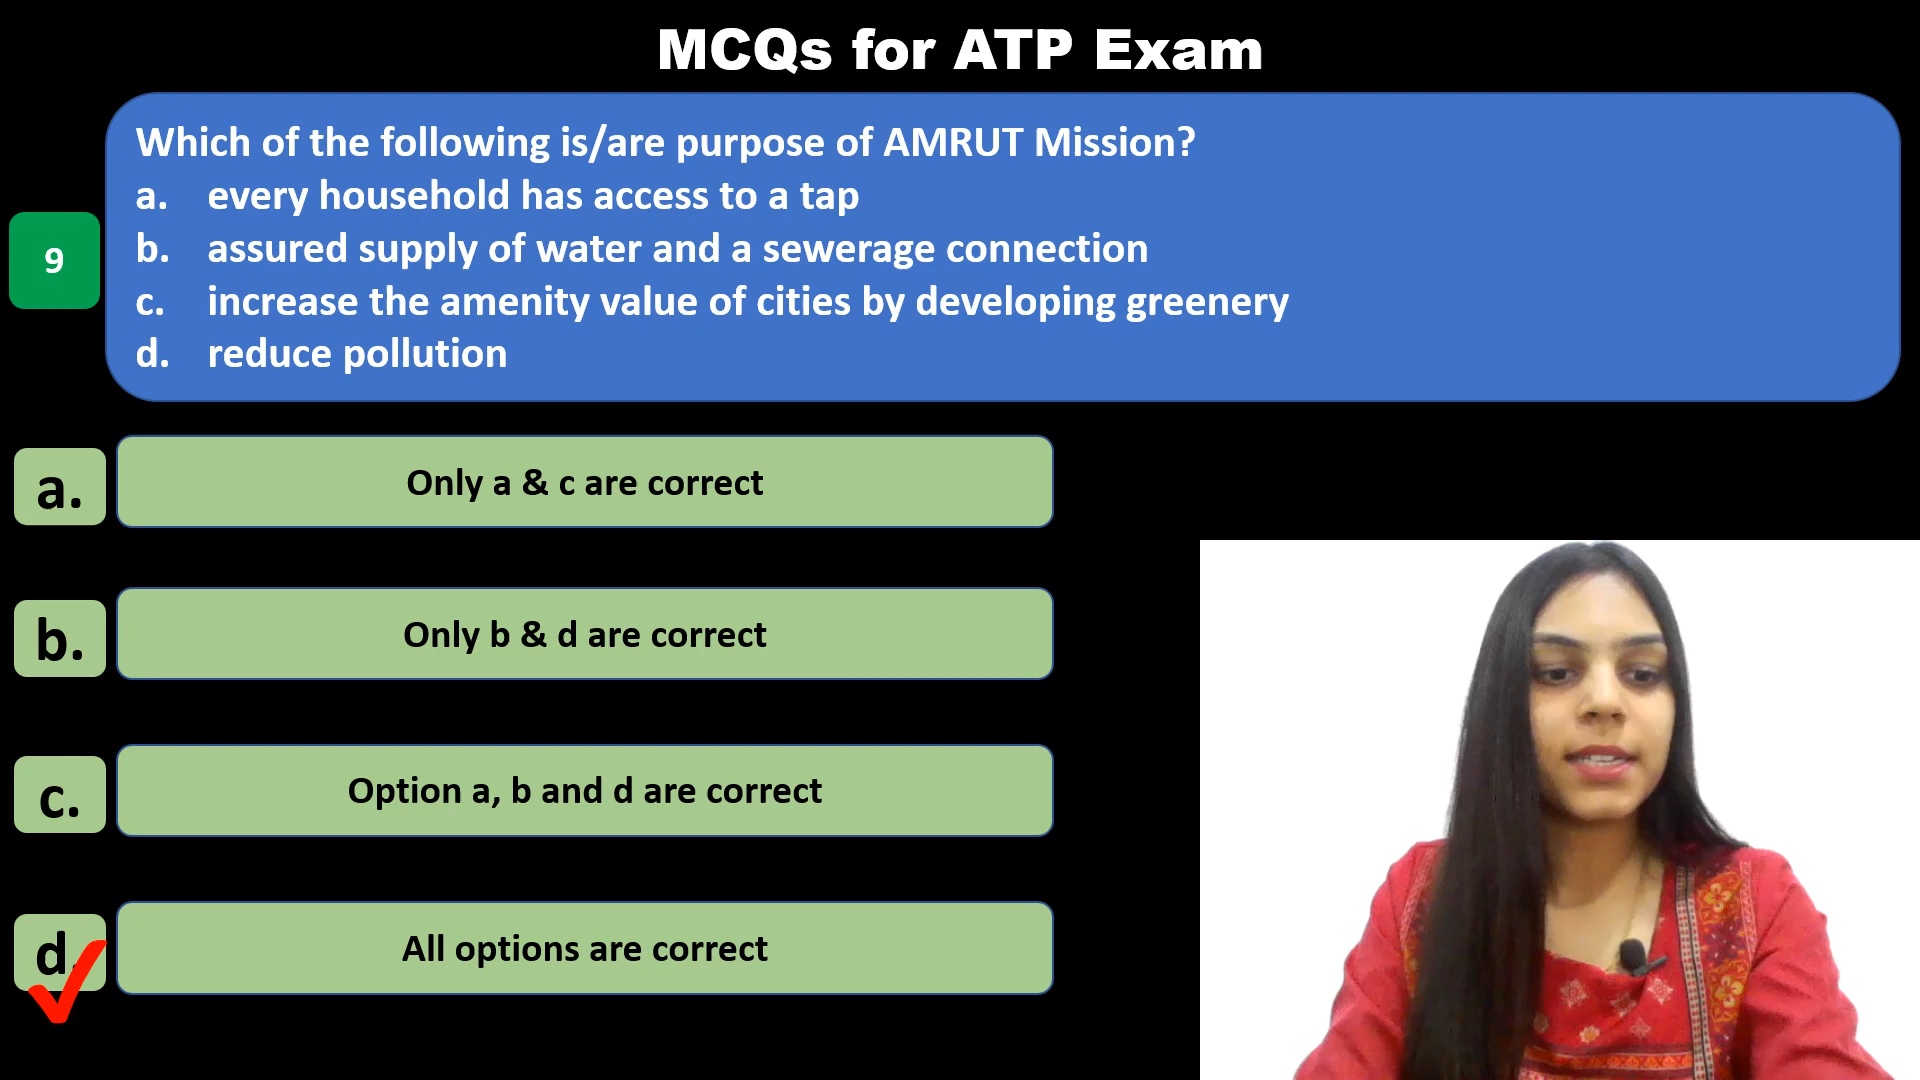 MCQs for ATP Exam
9
Which of the following is/are purpose of AMRUT Mission?
a. every household has access to a tap
b. assured supply of water and a sewerage connection
c. increase the amenity value of cities by developing greenery
d. reduce pollution
a. Only a & c are correct
b. Only b & d are correct
c. Option a, b and d are correct
d. All options are correct